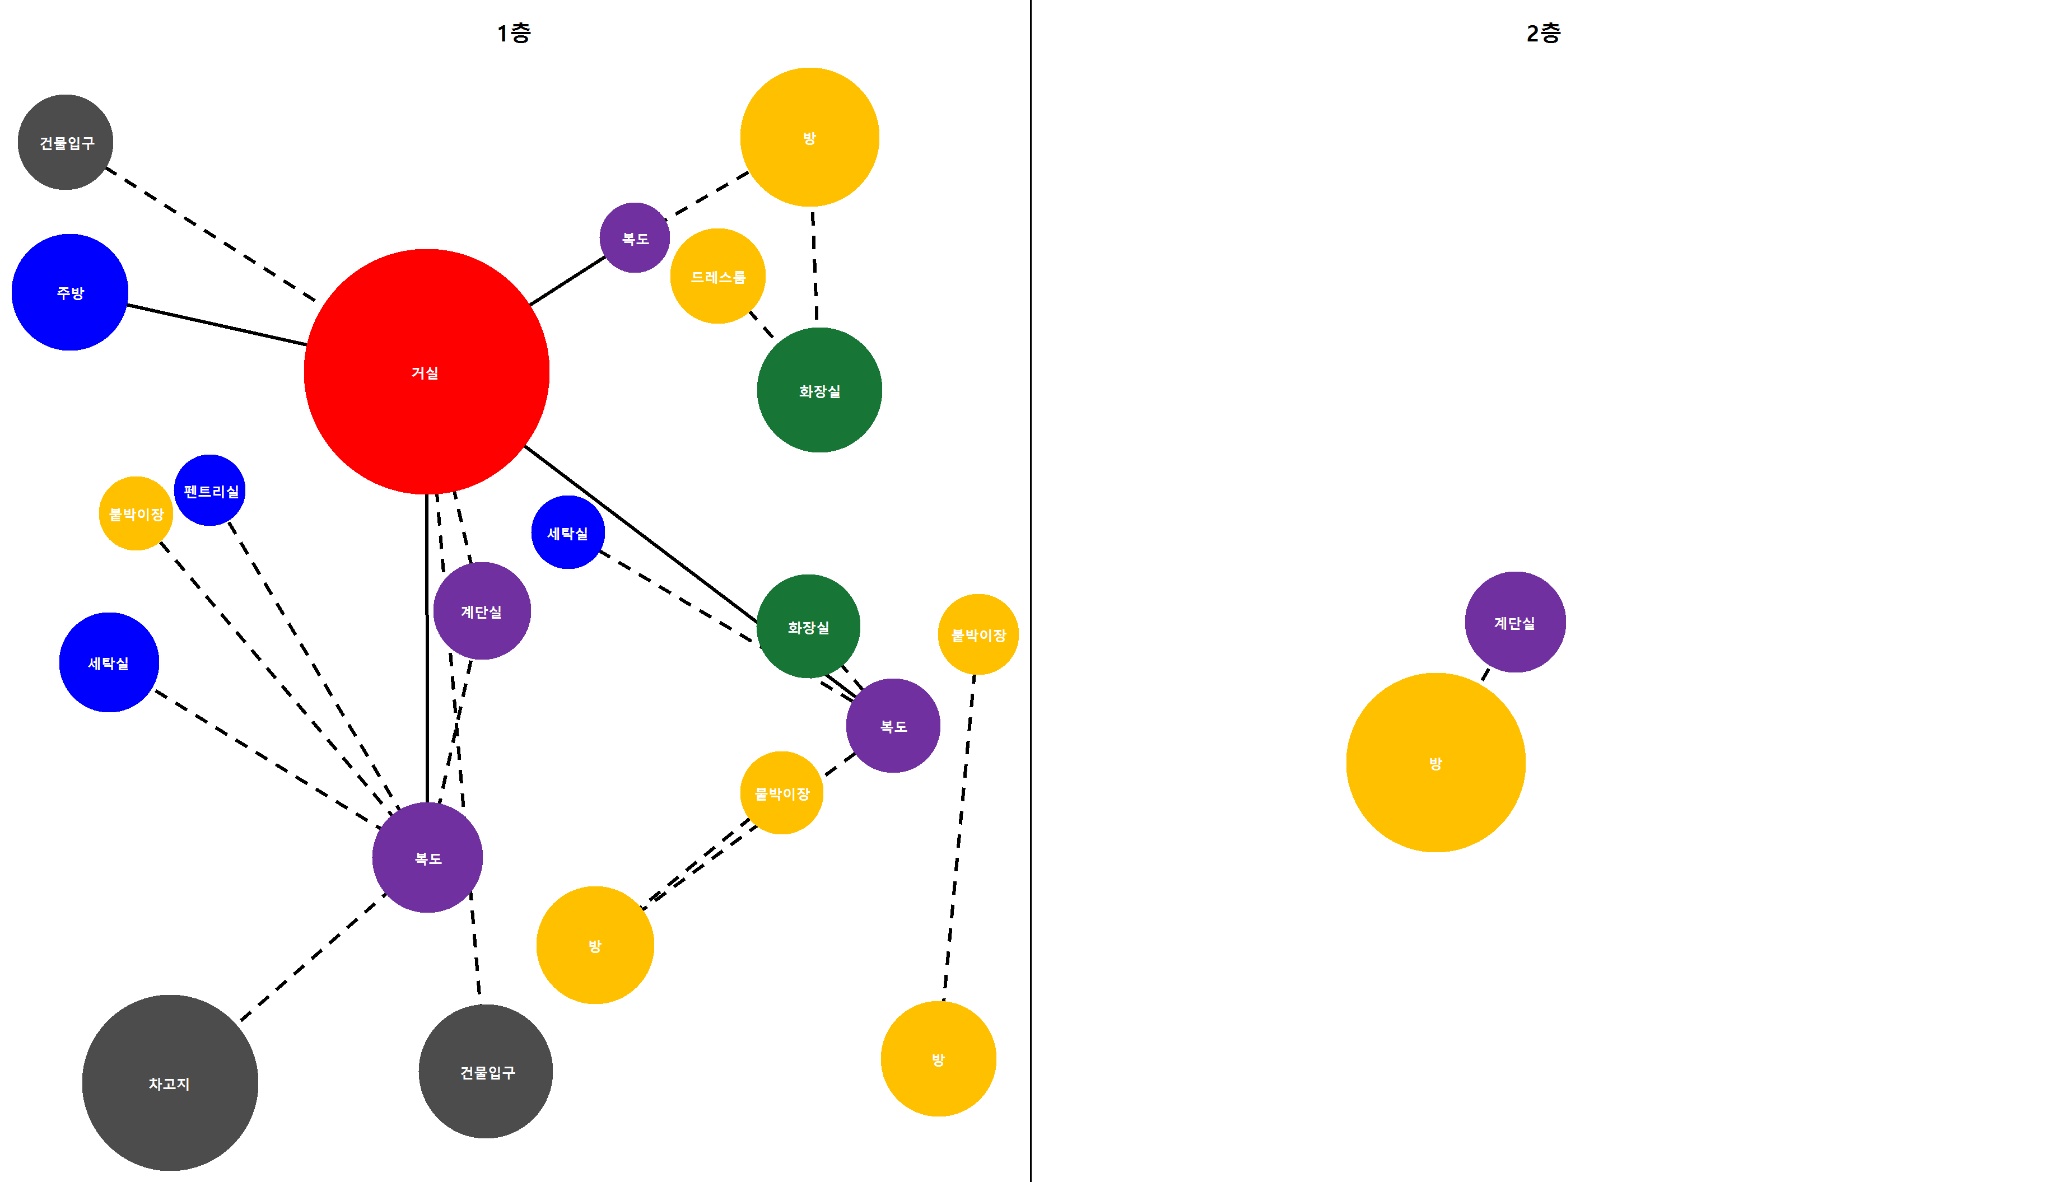 1층
2층
건물입구
방
복도
드레스룸
주방
거실
화장실
펜트리실
붙박이장
세탁실
계단실
화장실
붙박이장
세탁실
복도
붙박이장
복도
방
차고지
건물입구
방
계단실
방